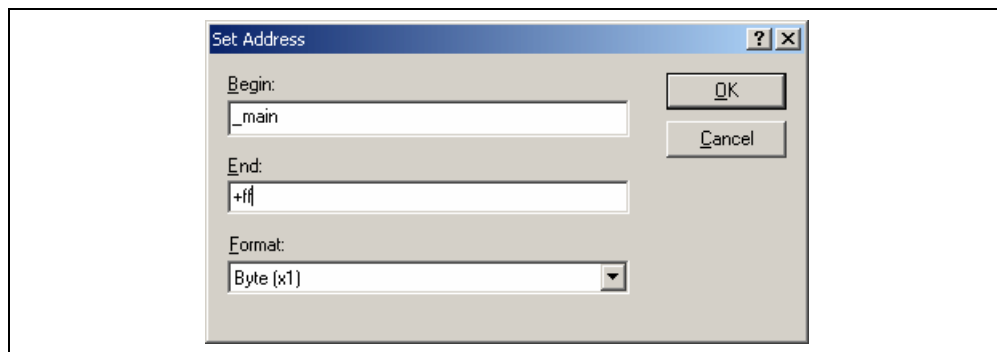 Set Address
Begin:
OK
_main
Cancel
End:
+ff
Format:
Byte (x1)